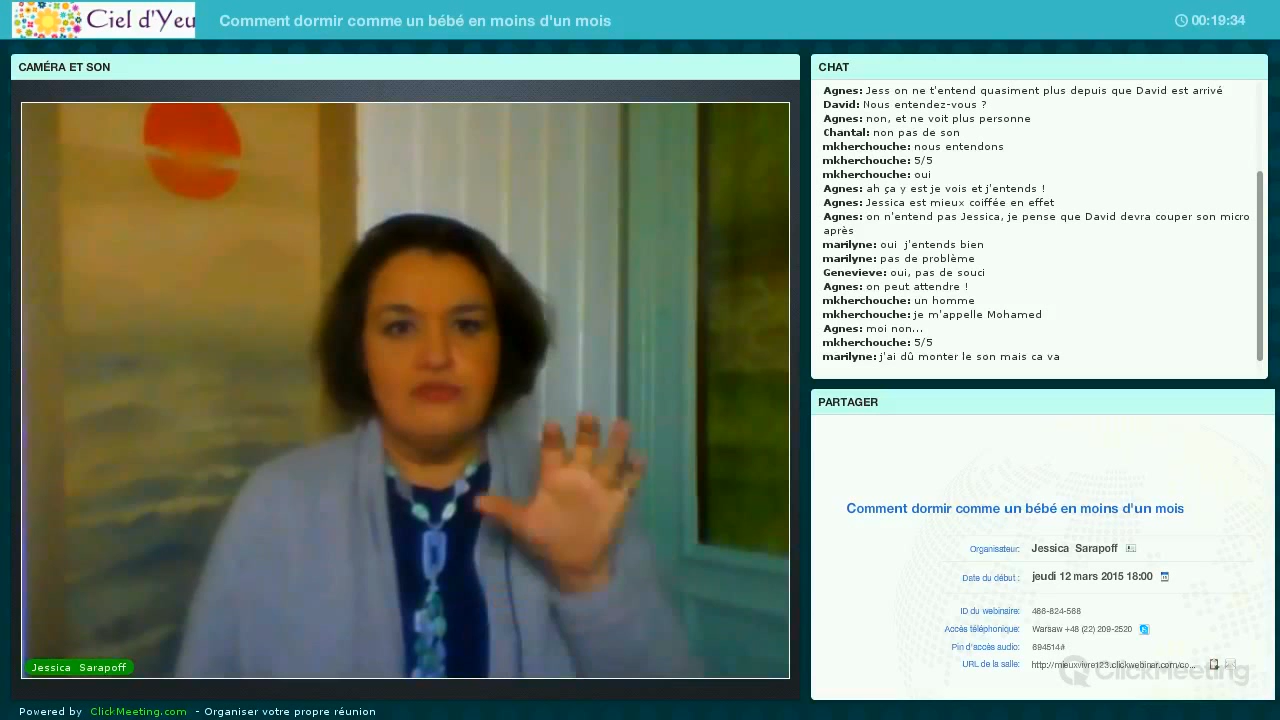 Ciel d'Yeu
Comment dormir comme un bébé en moins d'un mois
00:19:34
CAMÉRA ET SON
Jessica Sarapoff
CHAT
Agnes: Jess on ne t'entend quasiment plus depuis que David est arrivé
David: Nous entendez-vous ?
Agnes: non, et ne voit plus personne
Chantal: non pas de son
mkherchouche: nous entendons
mkherchouche: 5/5
mkherchouche: oui
Agnes: ah ça y est je vois et j'entends !
Agnes: Jessica est mieux coiffée en effet
Agnes: on n'entend pas Jessica, je pense que David devra couper son micro
après
marilyne: oui j'entends bien
marilyne: pas de problème
Genevieve: oui, pas de souci
Agnes: on peut attendre !
mkherchouche: un homme
mkherchouche: je m'appelle Mohamed
Agnes: moi non...
mkherchouche: 5/5
marilyne: j'ai dû monter le son mais ca va
PARTAGER
Comment dormir comme un bébé en moins d'un mois
Organisateur: Jessica Sarapoff
Date du début : jeudi 12 mars 2015 18:00
ID du webinaire: 466-824-568
Accès téléphonique: Warsaw +48 (22) 209-2520
Pin d'accès audio: 694514#
URL de la salle: http://mieuxvivre123.clickwebinar.com/co...
ClickMeeting
Powered by ClickMeeting.com - Organiser votre propre réunion